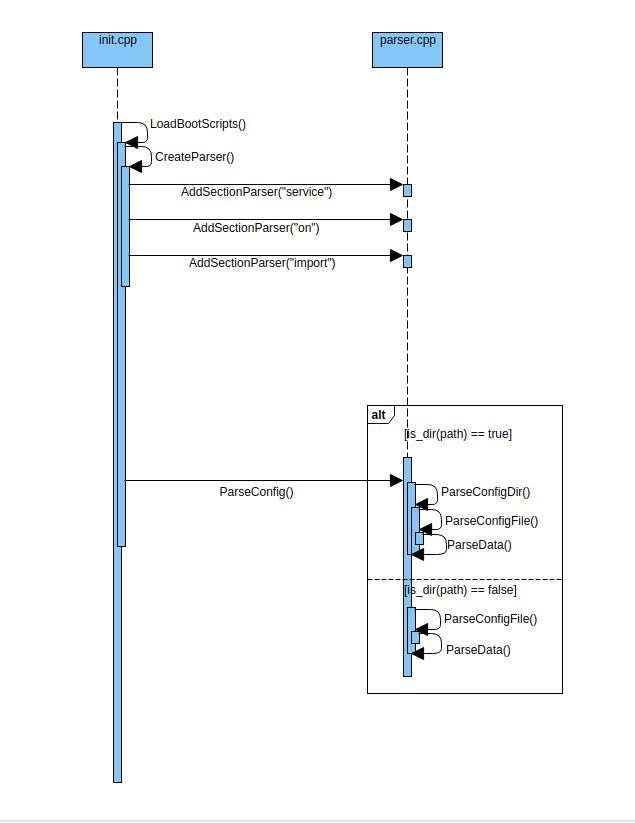 init.cpp
parser.cpp
LoadBootScripts()
CreateParser()
AddSectionParser("service")
AddSectionParser("on")
AddSectionParser("import")
alt
[is_dir(path) == true]
ParseConfig()
ParseConfigDir()
ParseConfigFile()
ParseData()
[is_dir(path) == false]
ParseConfigFile()
ParseData()